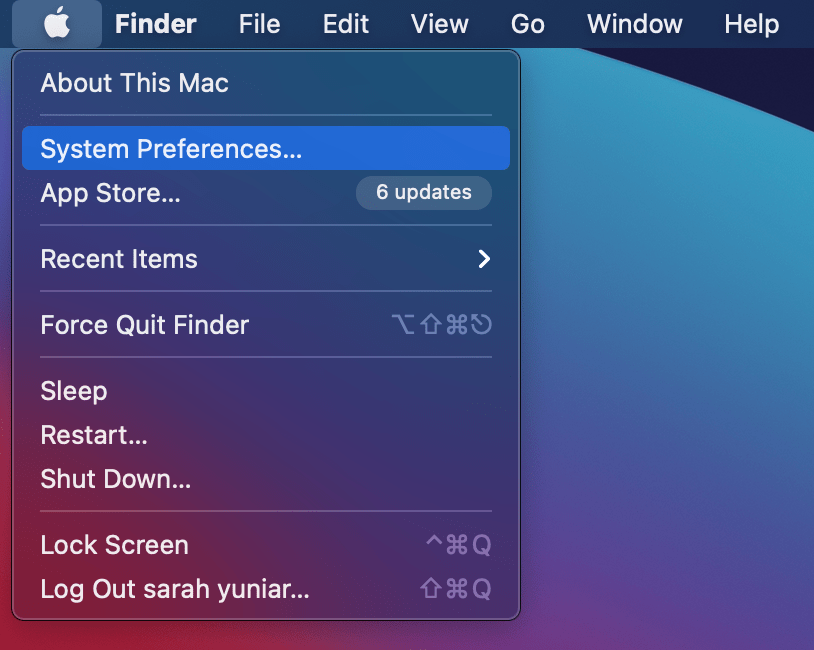 Finder File Edit View Go Window Help
About This Mac
System Preferences...
App Store... 6 updates
Recent Items
Force Quit Finder ⌥⇧⌘⎋
Sleep
Restart...
Shut Down...
Lock Screen ^⌘Q
Log Out sarah yuniar... ⇧⌘Q